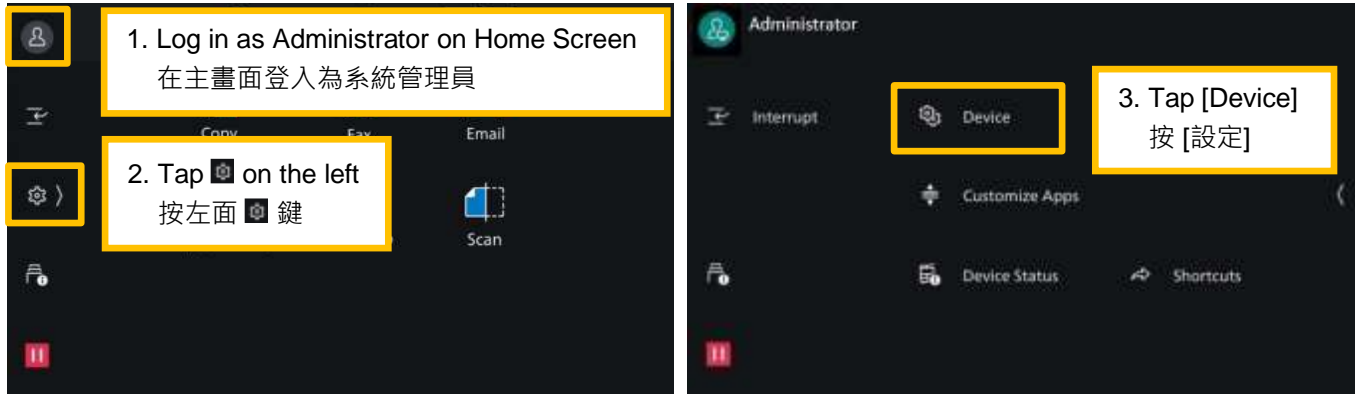 1. Log in as Administrator on Home Screen
在主畫面登入為系統管理員
Copy
Fax
Email
2. Tap on the left
按左面 鍵
Scan
Administrator
Interrupt
Device
3. Tap [Device]
按 [設定]
Customize Apps
Device Status
Shortcuts